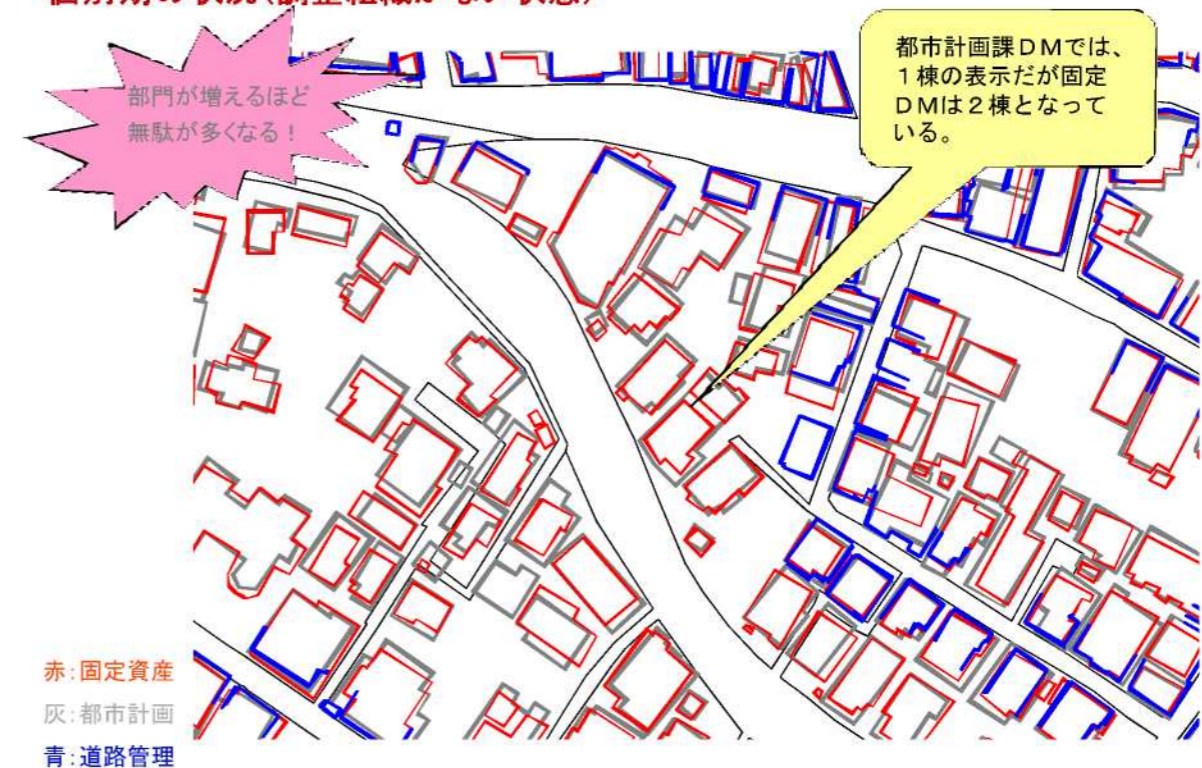 部門が増えるほど
無駄が多くなる！
都市計画課ＤＭでは、
１棟の表示だが固定
ＤＭは２棟となって
いる。
赤：固定資産
灰：都市計画
青：道路管理